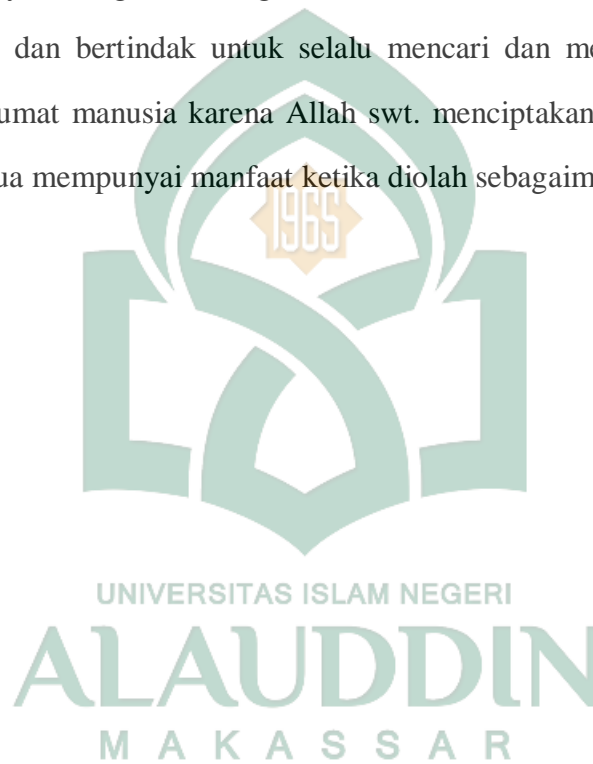 dan bertindak untuk selalu mencari dan me
umat manusia karena Allah swt. menciptakan
ua mempunyai manfaat ketika diolah sebagaim
1965
UNIVERSITAS ISLAM NEGERI
ALAUDDIN
MAKASSAR